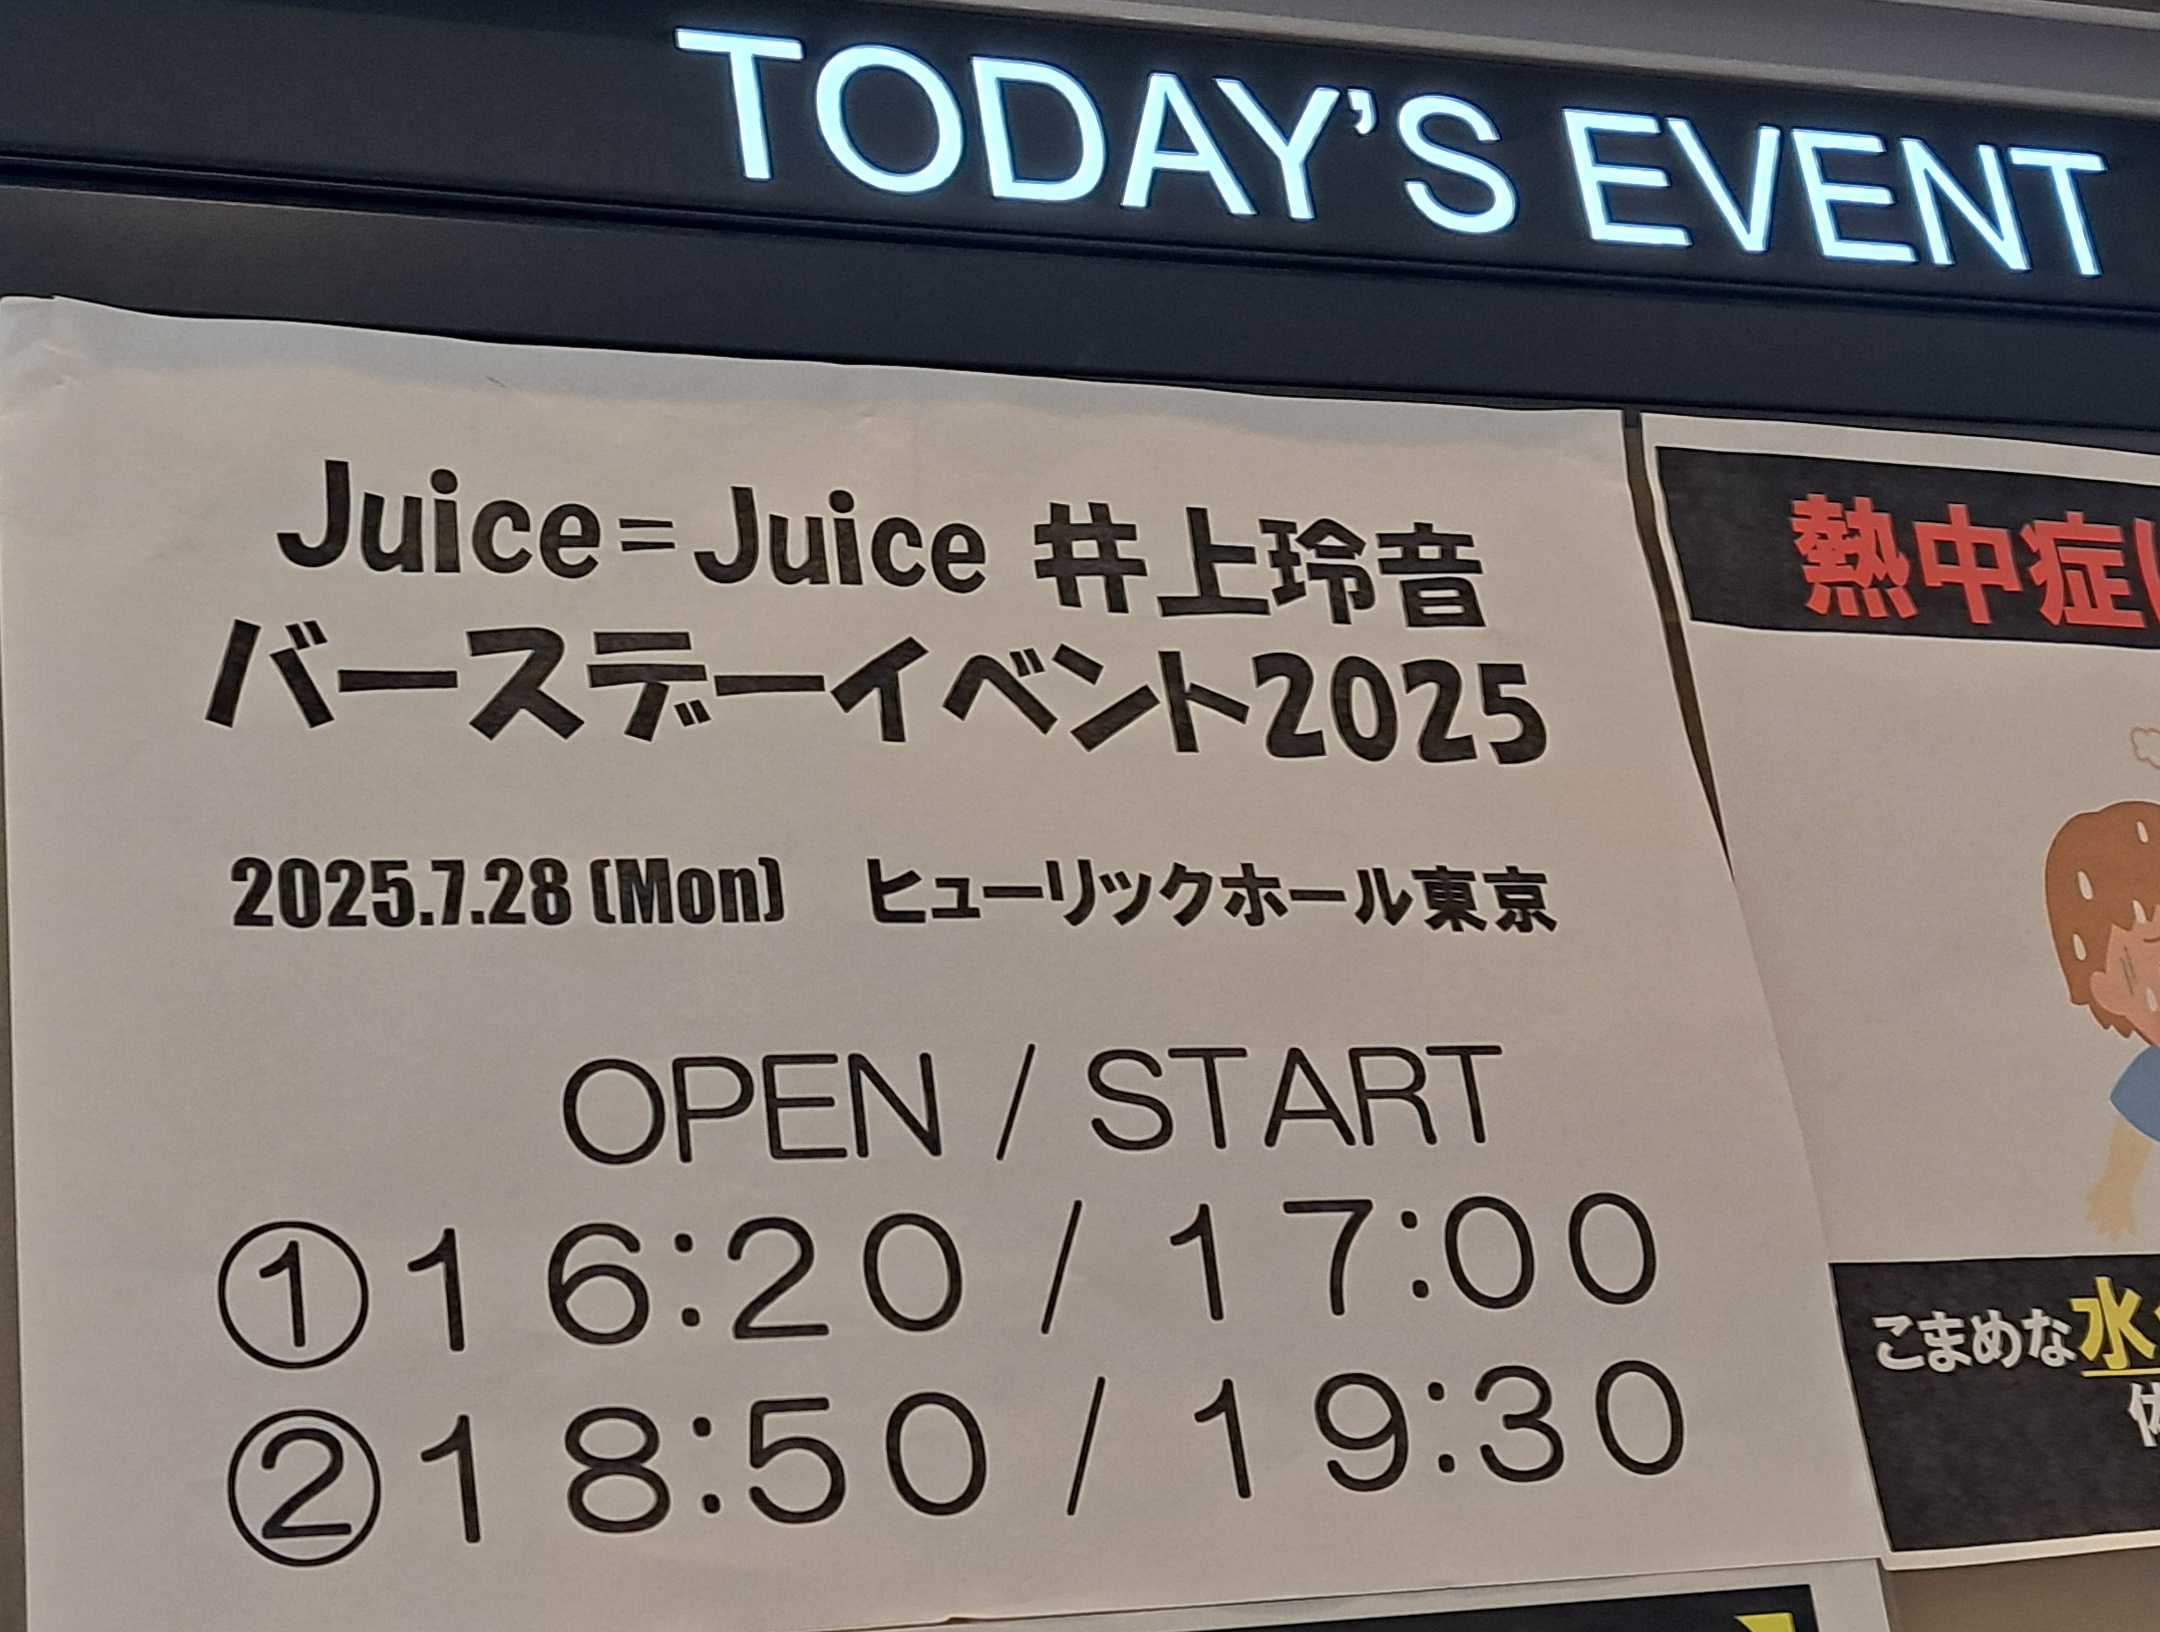 TODAY'S EVENT
Juice=Juice 井上玲音
バースデーイベント2025
2025.7.28 (Mon) ヒューリックホール東京
OPEN / START
①16:20 / 17:00
②18:50 / 19:30
熱中症に
こまめな水
休